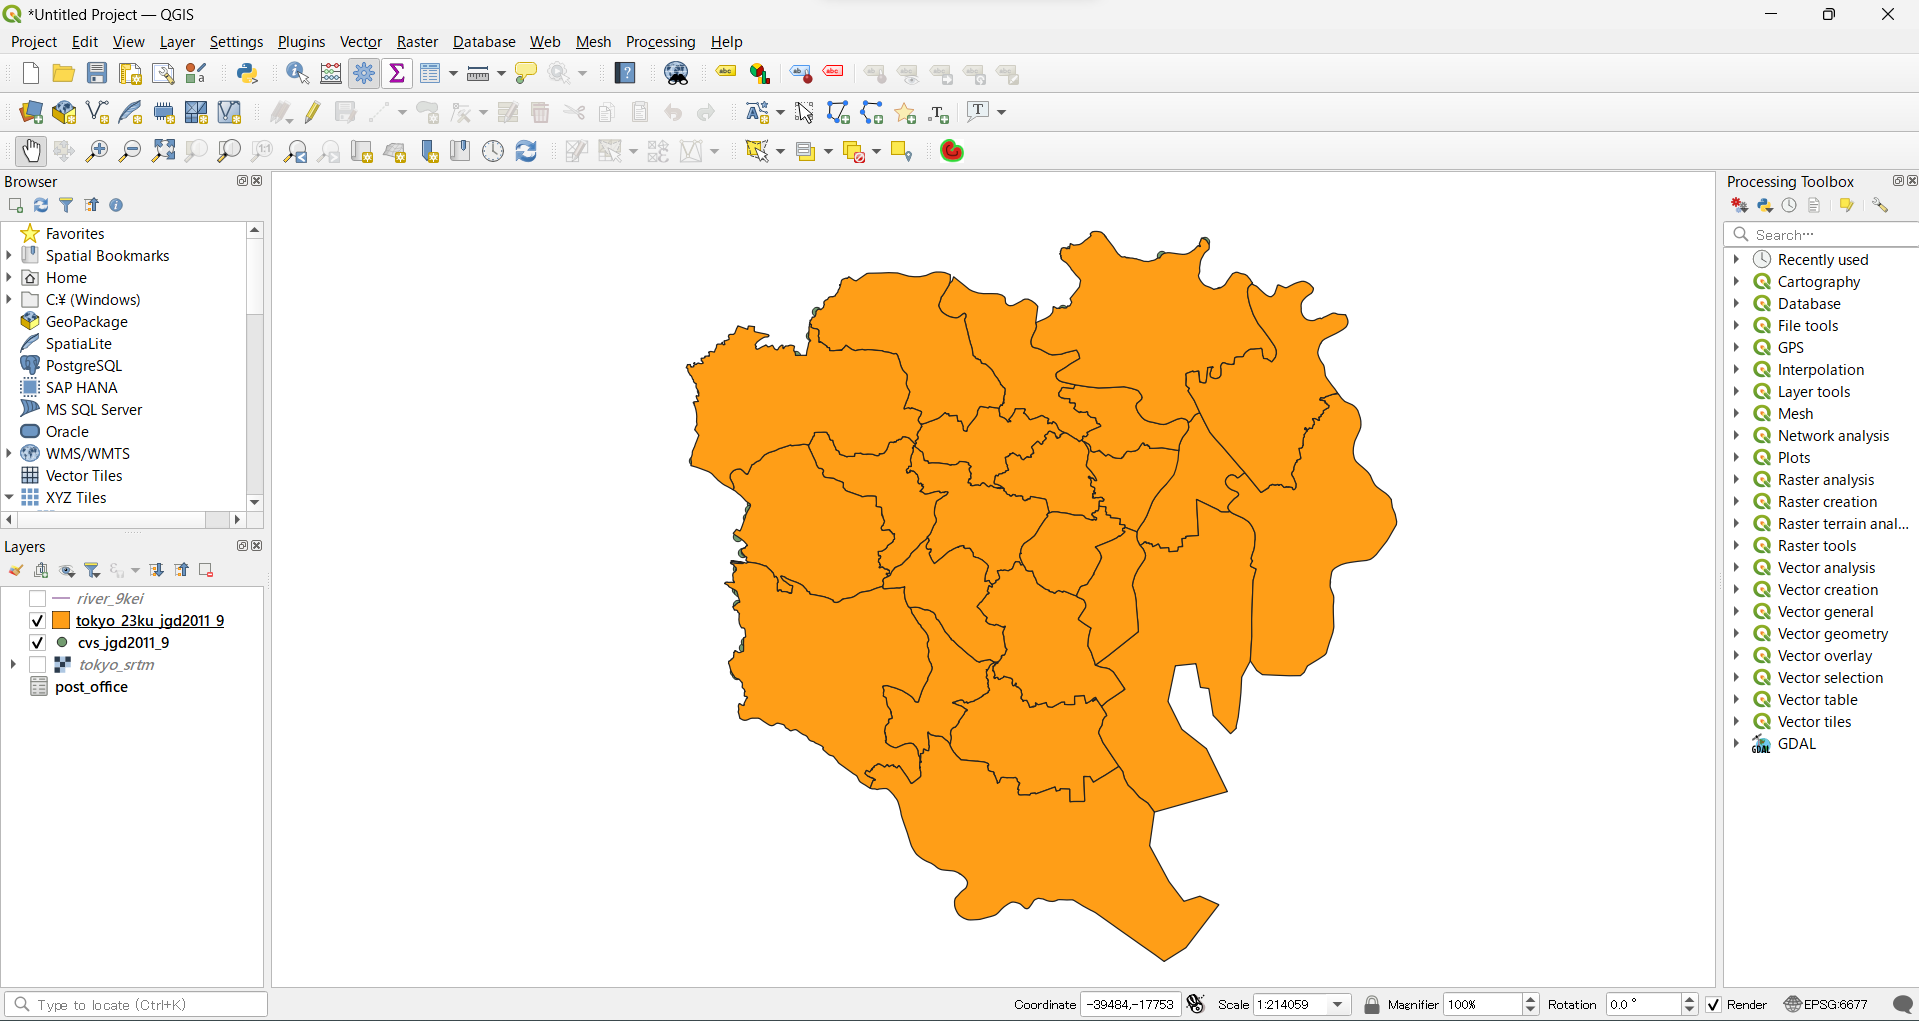 *Untitled Project — QGIS
Project Edit View Layer Settings Plugins Vector Raster Database Web Mesh Processing Help
Browser
Favorites
Spatial Bookmarks
Home
C:¥ (Windows)
GeoPackage
SpatiaLite
PostgreSQL
SAP HANA
MS SQL Server
Oracle
WMS/WMTS
Vector Tiles
XYZ Tiles
Layers
river_9kei
tokyo_23ku_jgd2011_9
cvs_jgd2011_9
tokyo_srtm
post_office
Processing Toolbox
Search…
Recently used
Cartography
Database
File tools
GPS
Interpolation
Layer tools
Mesh
Network analysis
Plots
Raster analysis
Raster creation
Raster terrain anal...
Raster tools
Vector analysis
Vector creation
Vector general
Vector geometry
Vector overlay
Vector selection
Vector table
Vector tiles
GDAL
Type to locate (Ctrl+K)
Coordinate -39484,-17753 Scale 1:214059 Magnifier 100% Rotation 0.0 ° Render EPSG:6677